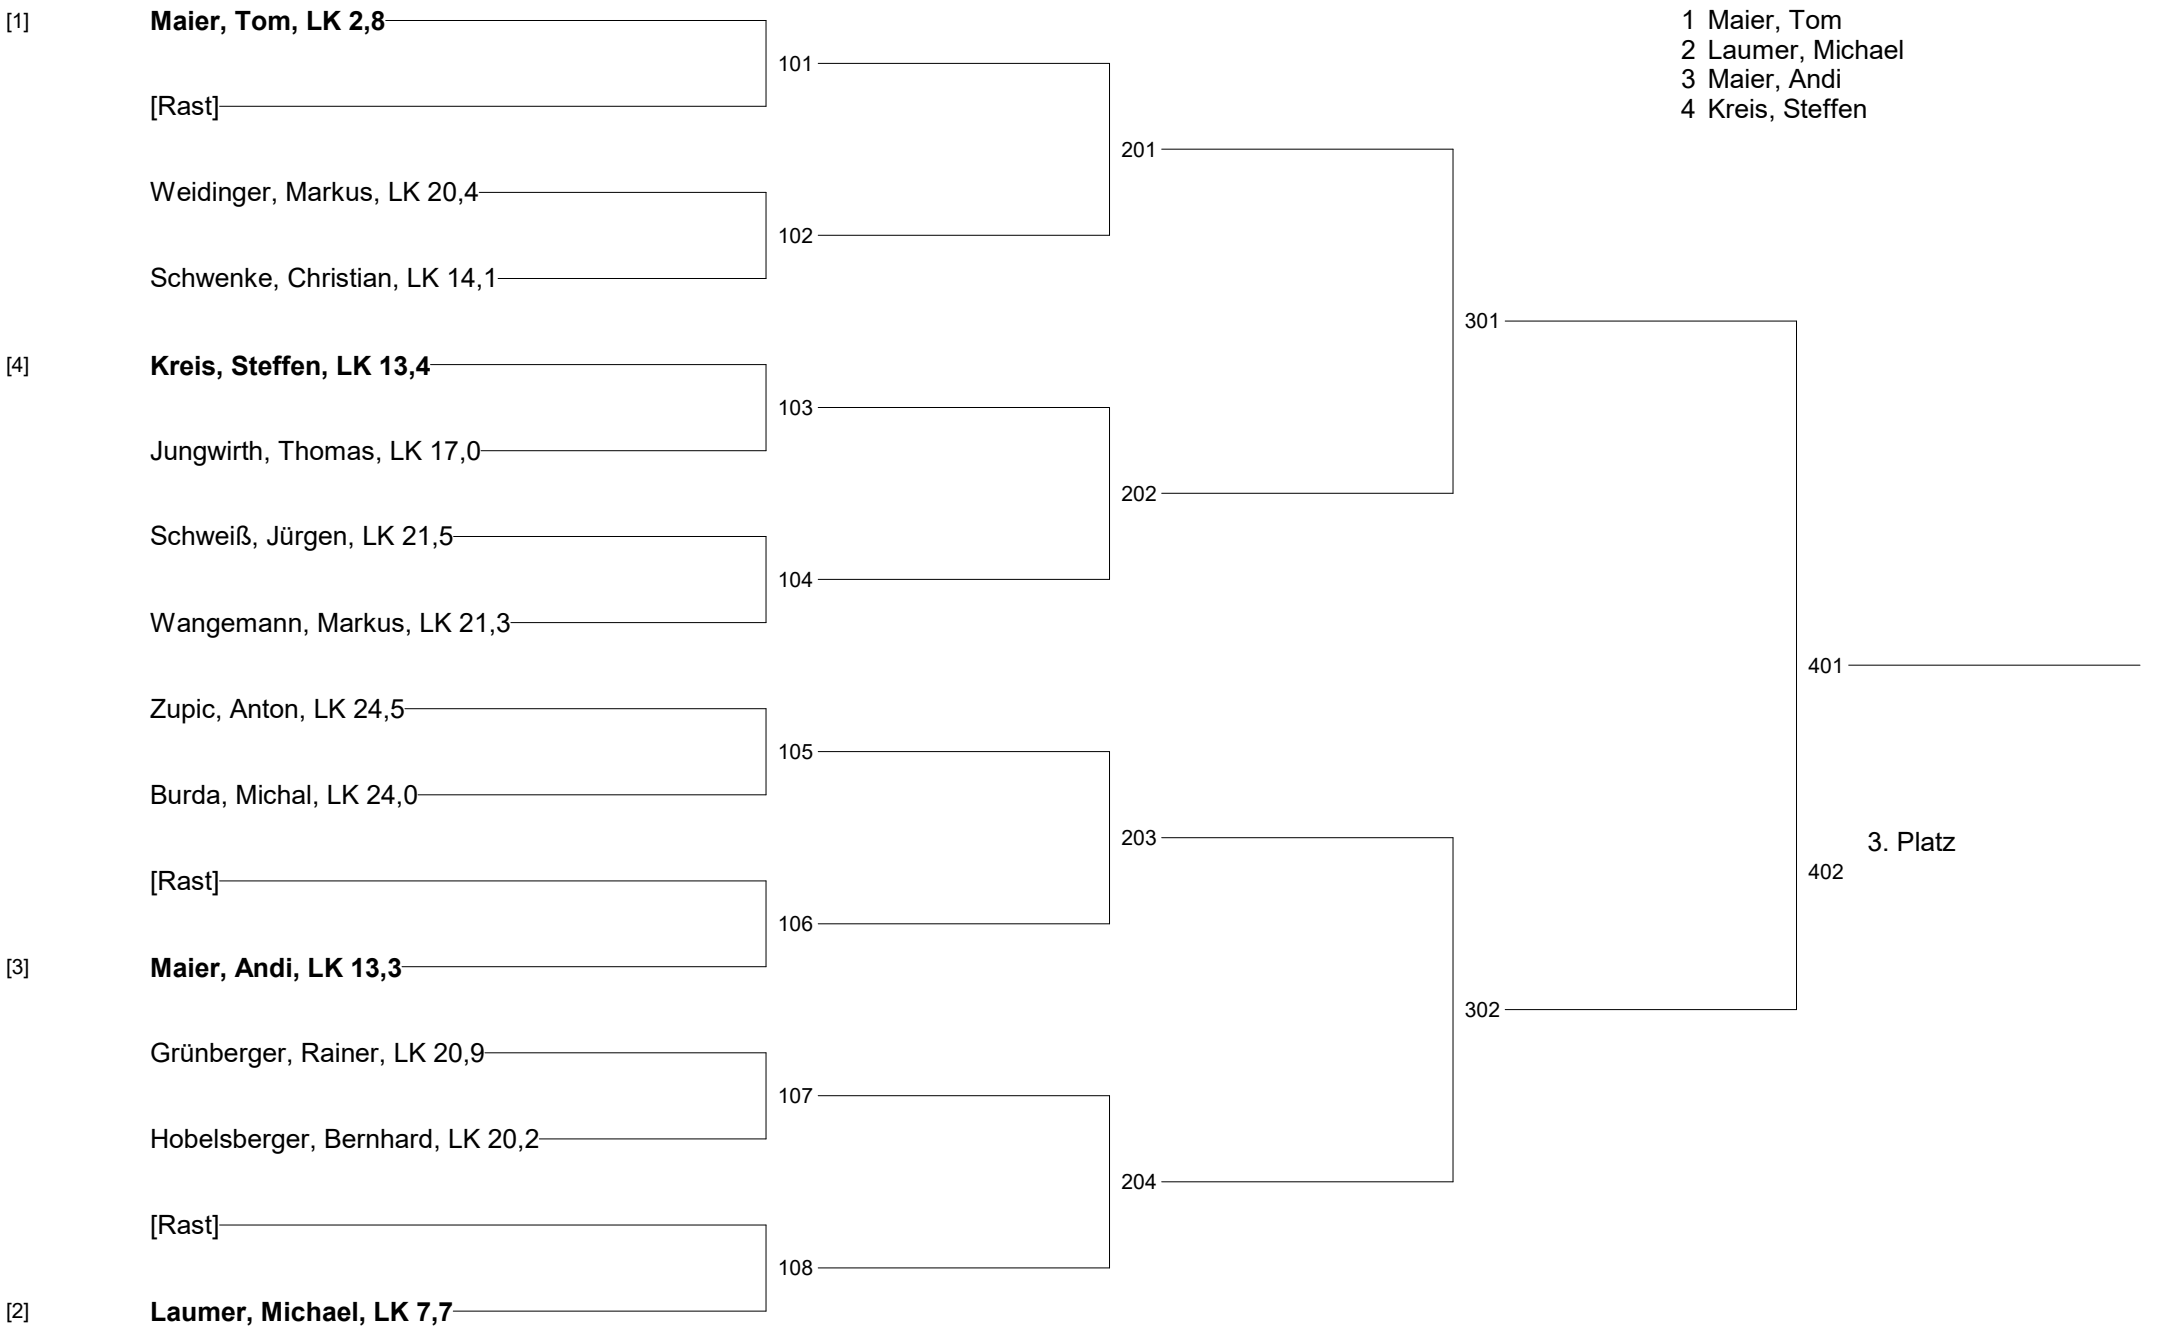 [1] Maier, Tom, LK 2,8
[Rast]
Weidinger, Markus, LK 20,4
Schwenke, Christian, LK 14,1
[4] Kreis, Steffen, LK 13,4
Jungwirth, Thomas, LK 17,0
Schweiß, Jürgen, LK 21,5
Wangemann, Markus, LK 21,3
Zupic, Anton, LK 24,5
Burda, Michal, LK 24,0
[Rast]
[3] Maier, Andi, LK 13,3
Grünberger, Rainer, LK 20,9
Hobelsberger, Bernhard, LK 20,2
[Rast]
[2] Laumer, Michael, LK 7,7
101
102
103
104
105
106
107
108
201
202
203
204
301
302
401
3. Platz
402
1 Maier, Tom
2 Laumer, Michael
3 Maier, Andi
4 Kreis, Steffen